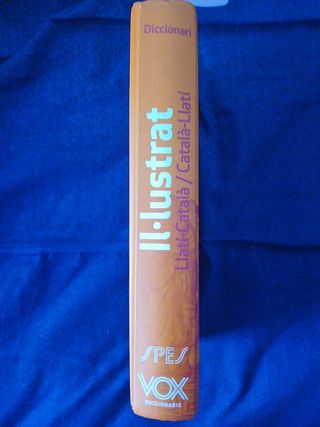 Diccionari
Il·lustrat
Llatí-Català / Català-Llatí
SPES
VOX
DICCIONARIS